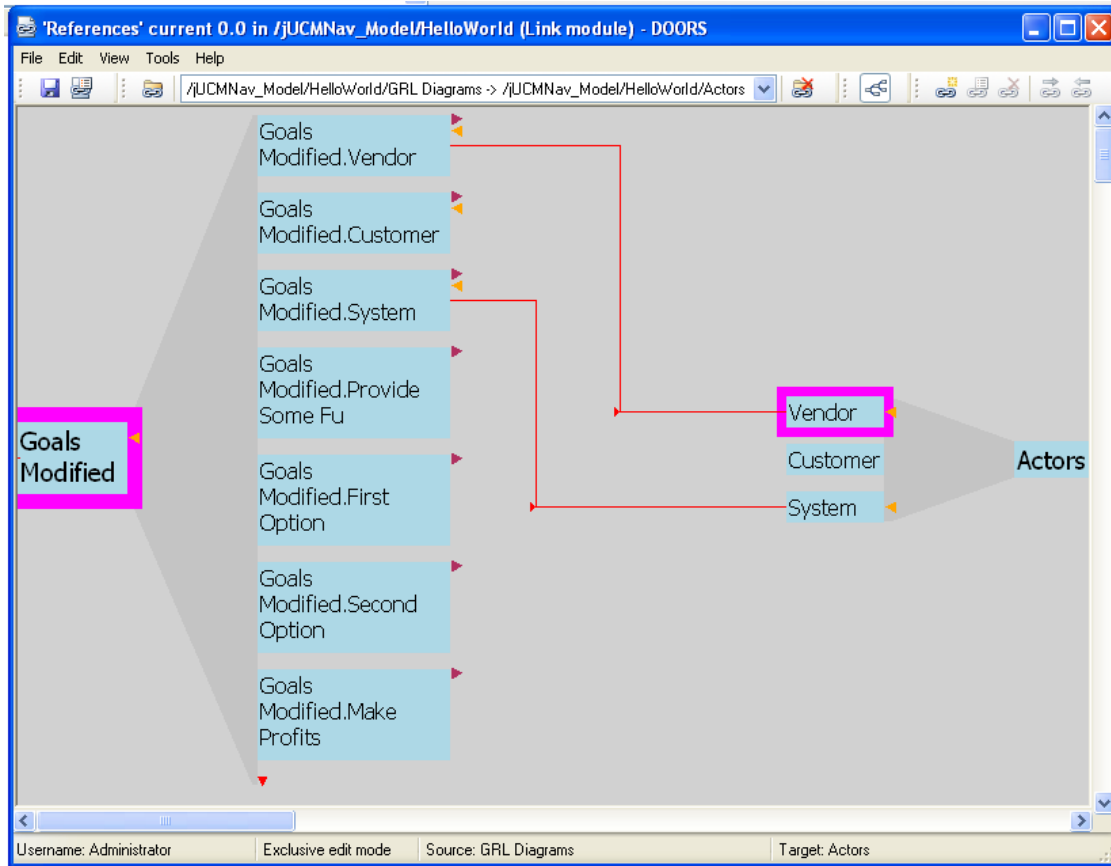 'References' current 0.0 in /jUCMNav_Model/HelloWorld (Link module) - DOORS
File Edit View Tools Help
/jUCMNav_Model/HelloWorld/GRL Diagrams -> /jUCMNav_Model/HelloWorld/Actors
Goals
Modified.Vendor
Goals
Modified.Customer
Goals
Modified.System
Goals
Modified.Provide
Some Fu
Goals
Modified.First
Option
Goals
Modified.Second
Option
Goals
Modified.Make
Profits
Goals
Modified
Vendor
Customer
System
Actors
Username: Administrator Exclusive edit mode Source: GRL Diagrams Target: Actors